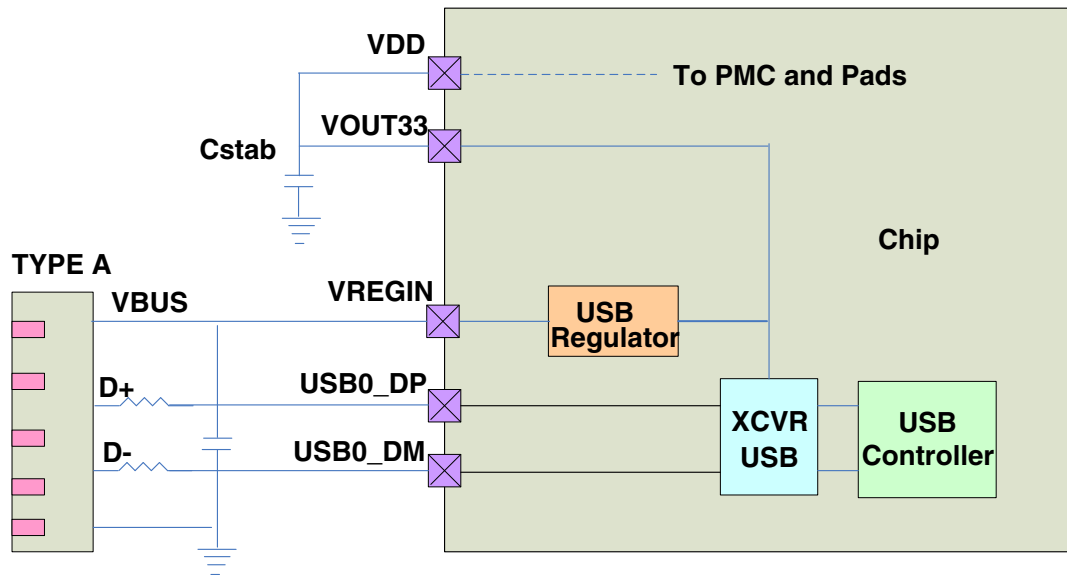 VDD
To PMC and Pads
VOUT33
Cstab
Chip
TYPE A
VBUS
VREGIN
USB
Regulator
D+
USB0_DP
XCVR
USB
USB
Controller
D-
USB0_DM